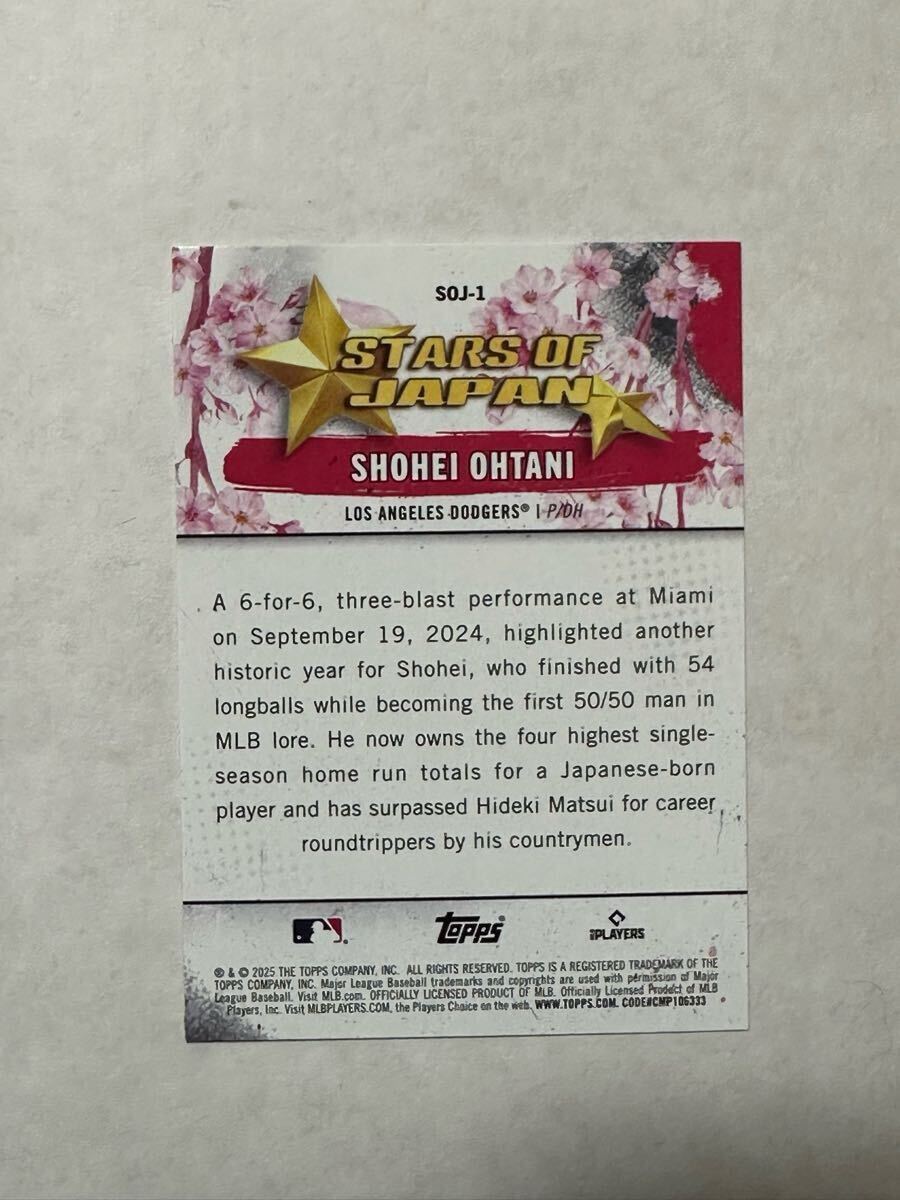 SOJ-1
STARS OF
JAPAN
SHOHEI OHTANI
LOS ANGELES DODGERS® | P/DH
A 6-for-6, three-blast performance at Miami
on September 19, 2024, highlighted another
historic year for Shohei, who finished with 54
longballs while becoming the first 50/50 man in
MLB lore. He now owns the four highest single-
season home run totals for a Japanese-born
player and has surpassed Hideki Matsui for career
roundtrippers by his countrymen.
Topps PLAYERS
® & © 2025 THE TOPPS COMPANY, INC. ALL RIGHTS RESERVED. TOPPS IS A REGISTERED TRADEMARK OF THE
TOPPS COMPANY, INC. Major League Baseball trademarks and copyrights are used with permission of Major
League Baseball. Visit MLB.com. OFFICIALLY LICENSED PRODUCT OF MLB. Officially Licensed Product of MLB
Players, Inc. Visit MLBPLAYERS.COM, the Players Choice on the web. WWW.TOPPS.COM. CODE#CMP106333